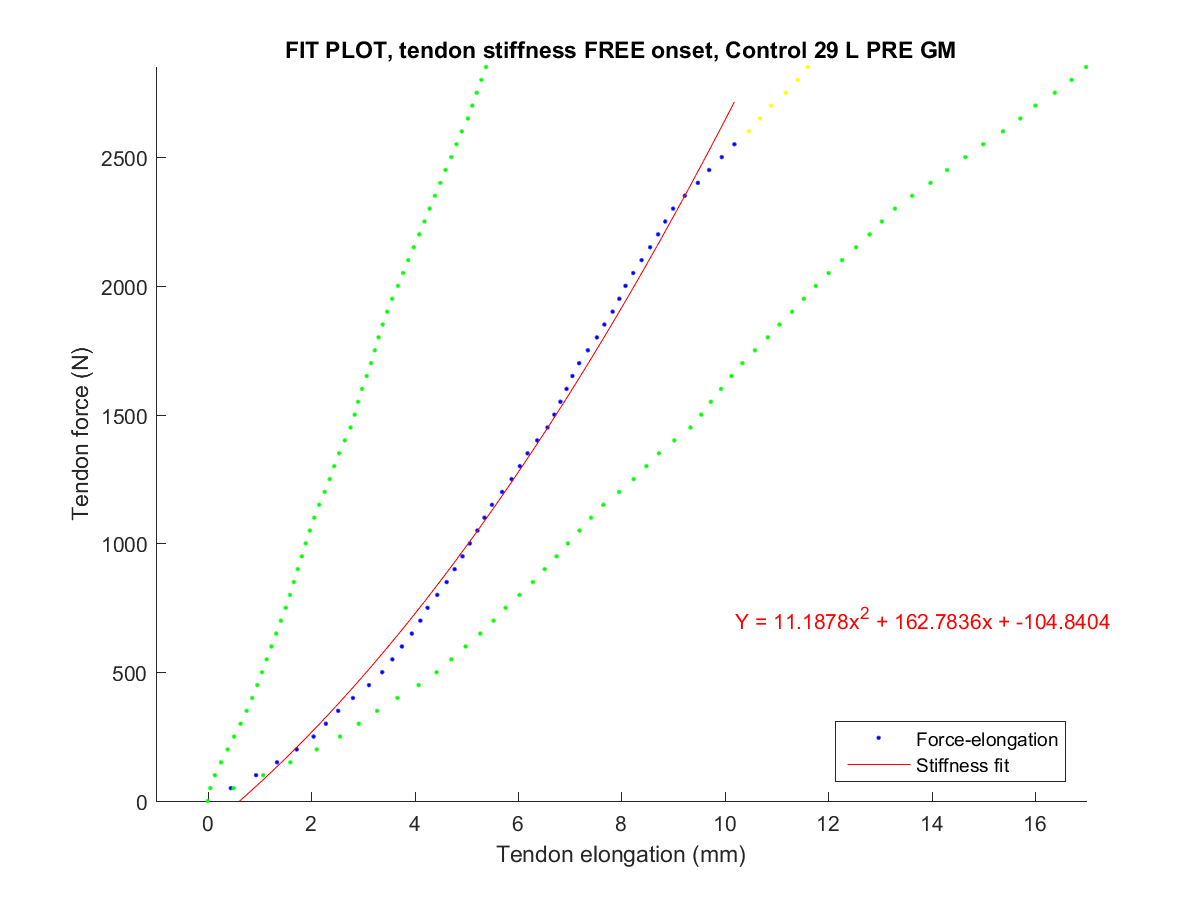 FIT PLOT, tendon stiffness FREE onset, Control 29 L PRE GM
Tendon force (N)
2500
2000
1500
1000
500
0
Y = 11.1878x² + 162.7836x + -104.8404
Force-elongation
Stiffness fit
0 2 4 6 8 10 12 14 16
Tendon elongation (mm)